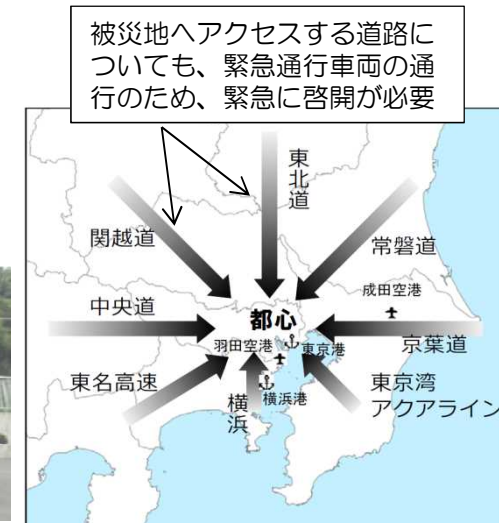 被災地へアクセスする道路に
ついても、緊急通行車両の通
行のため、緊急に啓開が必要
東北道
関越道
常磐道
成田空港
中央道
都心
羽田空港
東京港
京葉道
東名高速
横浜
横浜港
東京湾
アクアライン